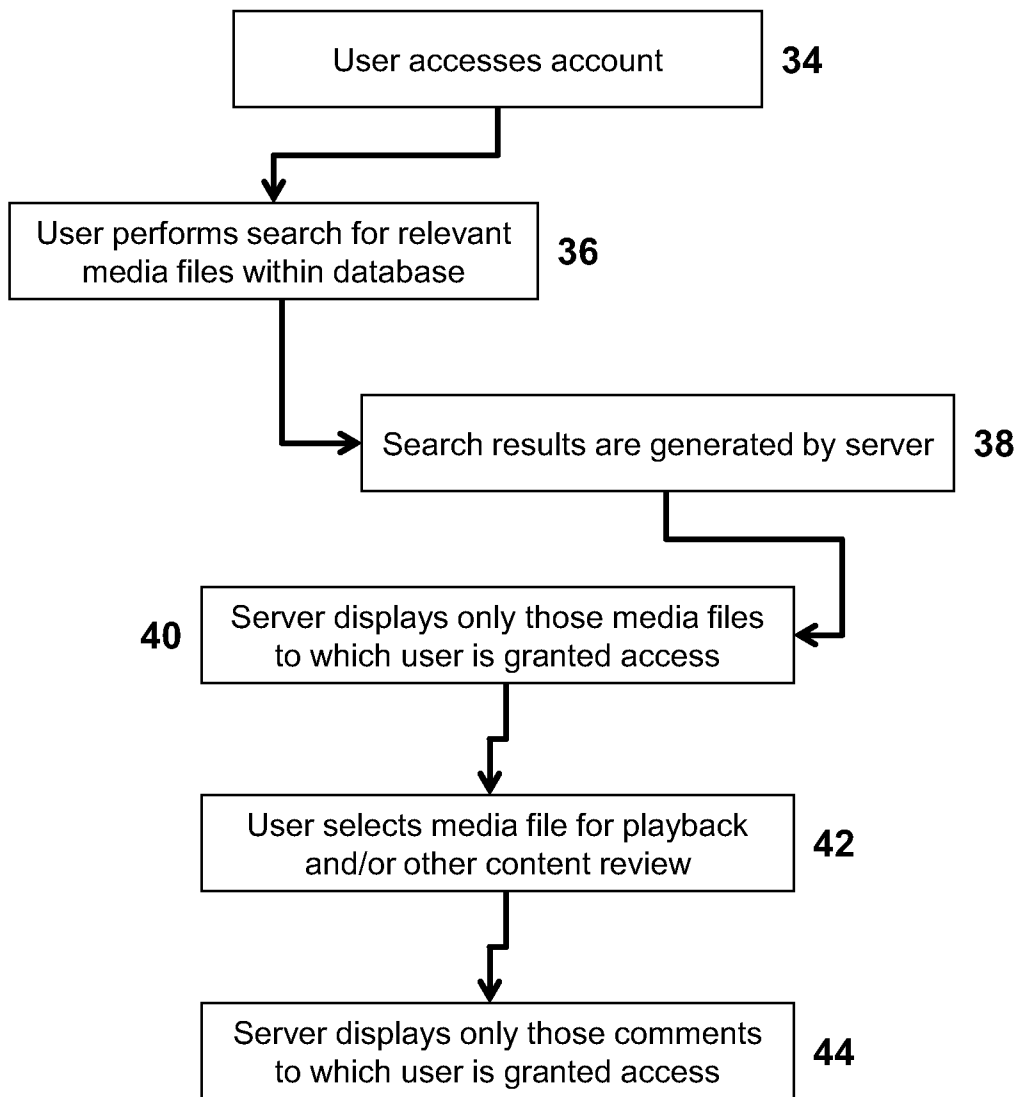 User accesses account
34
User performs search for relevant
media files within database
36
Search results are generated by server
38
40
Server displays only those media files
to which user is granted access
User selects media file for playback
and/or other content review
42
Server displays only those comments
to which user is granted access
44